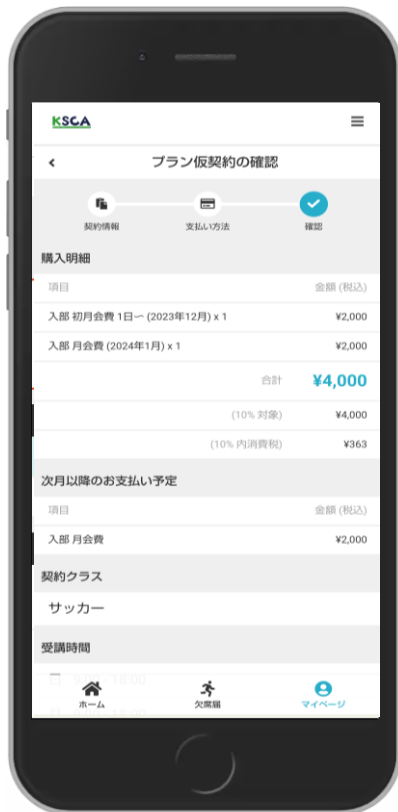 KSCA
プラン仮契約の確認
契約情報 支払い方法 確認
購入明細
項目 金額 (税込)
入部 初月会費 1日〜 (2023年12月) x 1 ¥2,000
入部 月会費 (2024年1月) x 1 ¥2,000
合計 ¥4,000
(10% 対象) ¥4,000
(10% 内消費税) ¥363
次月以降のお支払い予定
項目 金額 (税込)
入部 月会費 ¥2,000
契約クラス
サッカー
受講時間
ホーム 欠席届 マイページ